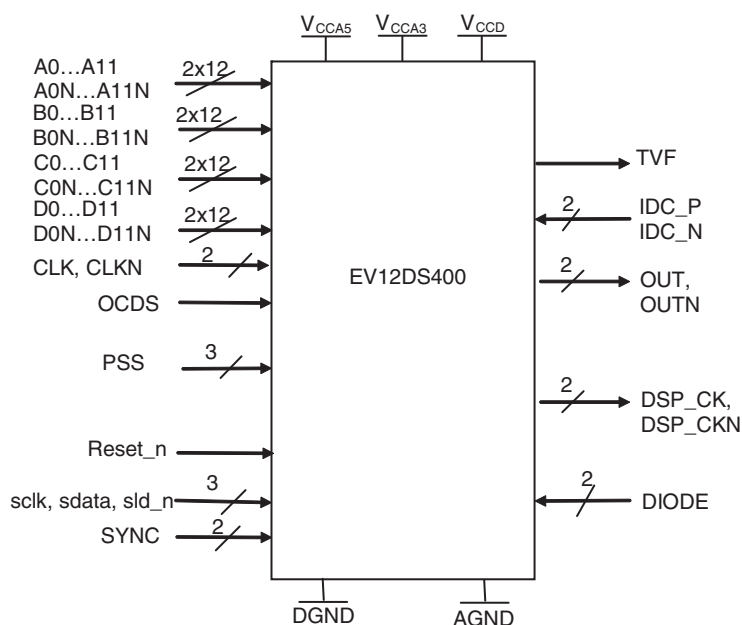 VCCA5 VCCA3 VCCD
A0...A11 2x12
A0N...A11N
B0...B11 2x12
B0N...B11N
C0...C11 2x12
C0N...C11N
D0...D11 2x12
D0N...D11N
CLK, CLKN 2
OCDS
PSS 3
Reset_n
sclk, sdata, sld_n 3
SYNC 2
EV12DS400
TVF
2 IDC_P
IDC_N
2 OUT,
OUTN
2 DSP_CK,
DSP_CKN
2 DIODE
DGND AGND